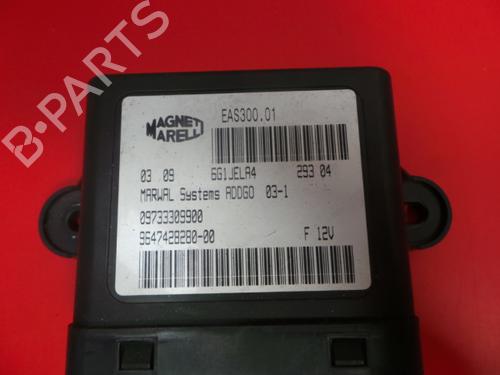 B-PARTS
MAGNETI MARELLI
EAS300.01
03 09 6G1JELA4 293 04
MARWAL Systems ADDGO 03-1
09733309900
9647428280-00 F 12V